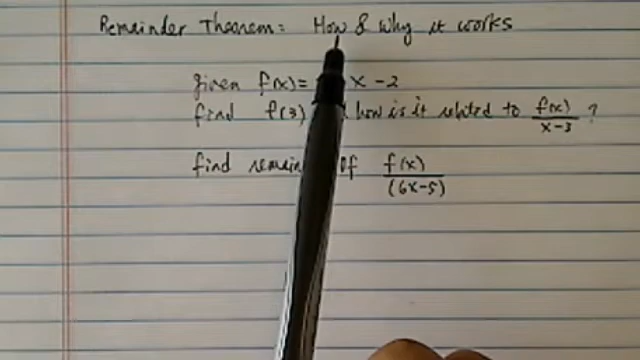 Remainder Theorem: How & why it works
given f(x)= x -2
find f(3) how is it related to f(x)/x-3 ?
find remain of f(x)/(6x-5)